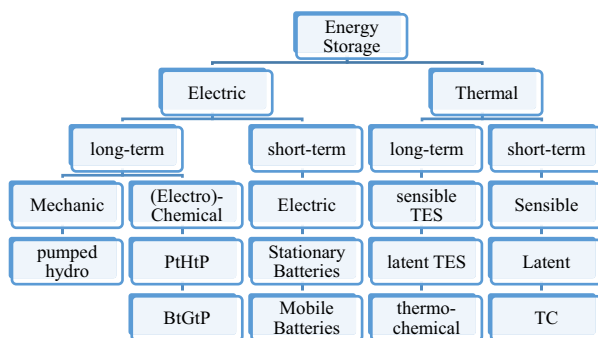 Energy
Storage
Electric
Thermal
long-term
short-term
long-term
short-term
Mechanic
(Electro)-
Chemical
Electric
sensible
TES
Sensible
pumped
hydro
PtHtP
Stationary
Batteries
latent TES
Latent
BtGtP
Mobile
Batteries
thermo-
chemical
TC